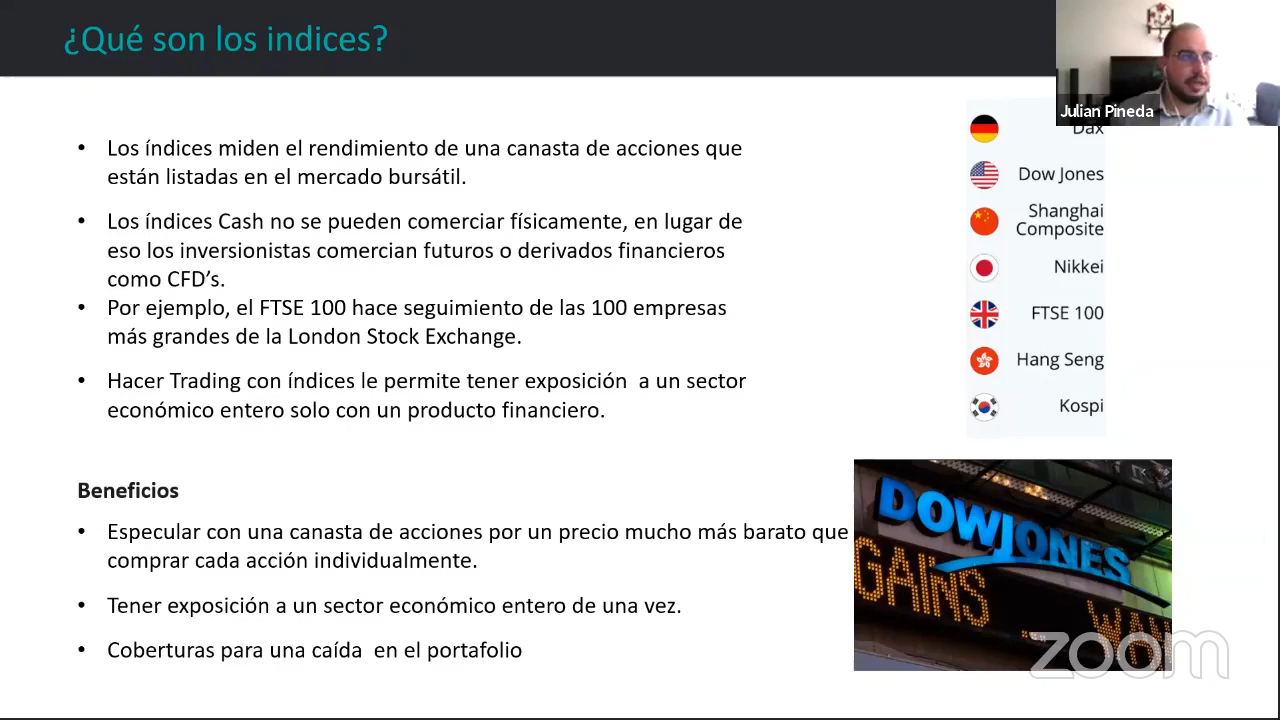 ¿Qué son los indices?
Julian Pineda
• Los índices miden el rendimiento de una canasta de acciones que
están listadas en el mercado bursátil.
• Los índices Cash no se pueden comerciar físicamente, en lugar de
eso los inversionistas comercian futuros o derivados financieros
como CFD’s.
• Por ejemplo, el FTSE 100 hace seguimiento de las 100 empresas
más grandes de la London Stock Exchange.
• Hacer Trading con índices le permite tener exposición a un sector
económico entero solo con un producto financiero.
Beneficios
• Especular con una canasta de acciones por un precio mucho más barato que
comprar cada acción individualmente.
• Tener exposición a un sector económico entero de una vez.
• Coberturas para una caída en el portafolio
Dax
Dow Jones
Shanghai
Composite
Nikkei
FTSE 100
Hang Seng
Kospi
DOWJONES
GAINS
zoom